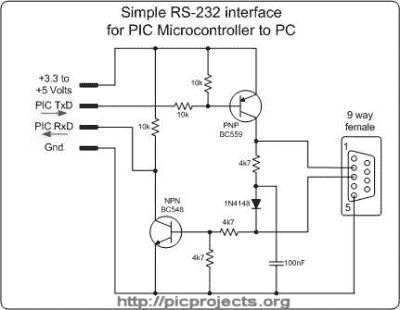 Simple RS-232 interface
for PIC Microcontroller to PC
+3.3 to
+5 Volts
PIC TxD
PIC RxD
Gnd
10k
10k
10k
PNP
BC559
9 way
female
1
5
4k7
1N4148
NPN
BC548
4k7
4k7
100nF
http://picprojects.org